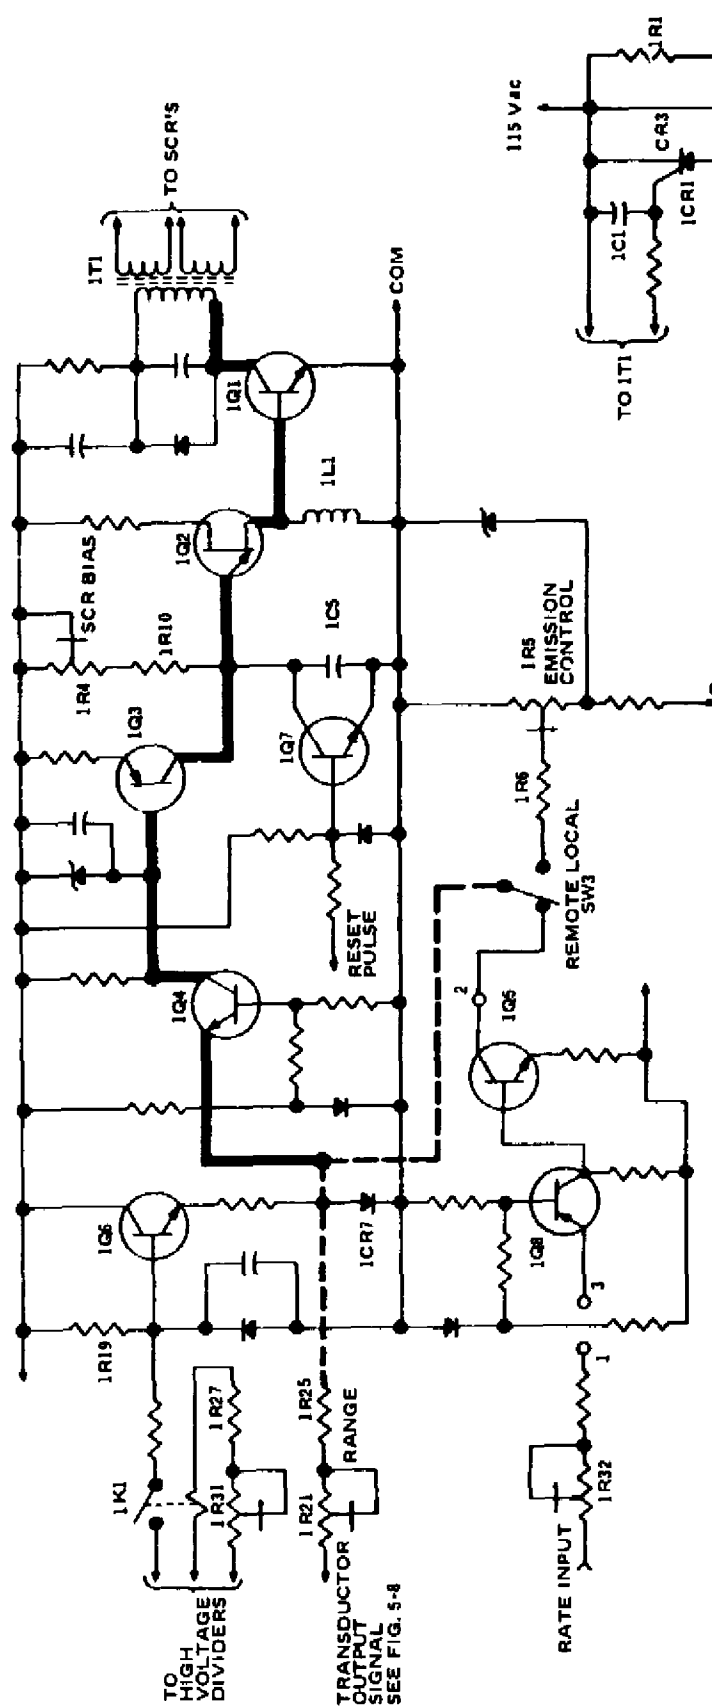 TO
HIGH
VOLTAGE
DIVIDERS
1K1
1R31
1R27
1R19
1Q6
TRANSDUCTOR
OUTPUT
SIGNAL
SEE FIG. 5-8
1R21
1R25
RANGE
1CR7
1Q4
1Q3
1R4
SCR BIAS
1R10
1Q2
1Q1
1T1
TO SCR'S
RESET
PULSE
1Q7
1C5
1L1
COM
RATE INPUT
1R32
1
3
1Q8
2
1Q5
REMOTE LOCAL
SW3
1R6
1R5
EMISSION
CONTROL
TO 1T1
1C1
1CR1
CR3
115 Vac
1R1